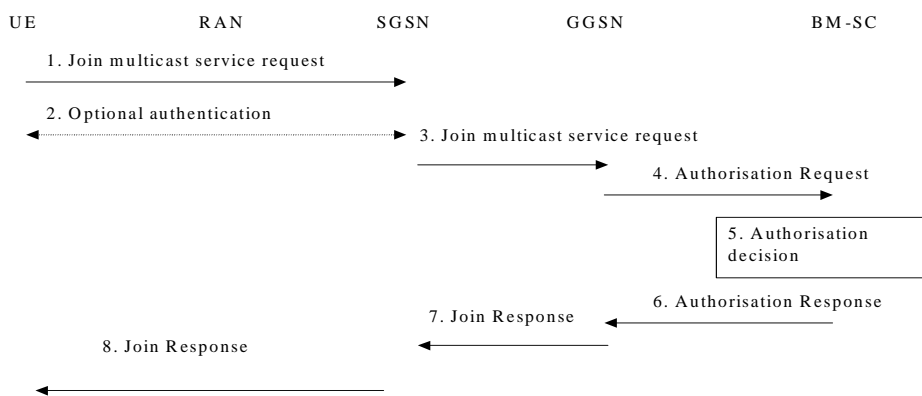 UE RAN SGSN GGSN BM-SC
1. Join multicast service request
2. Optional authentication
3. Join multicast service request
4. Authorisation Request
5. Authorisation
decision
6. Authorisation Response
7. Join Response
8. Join Response